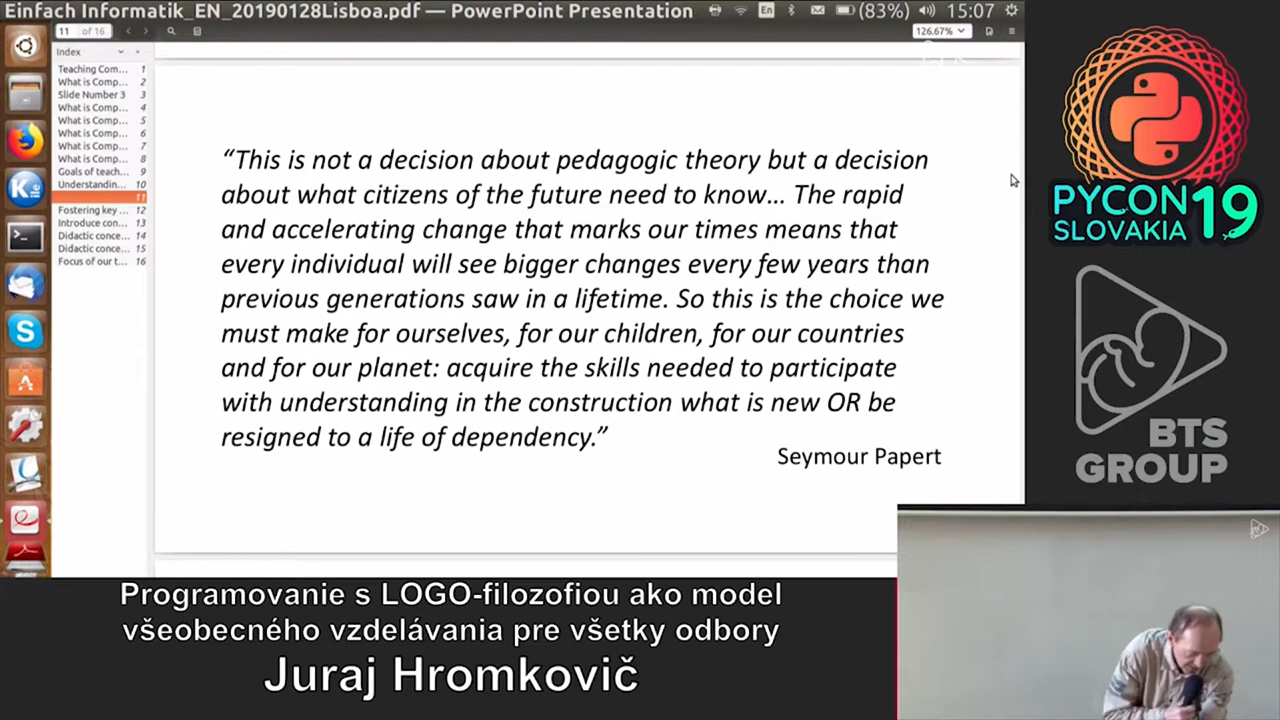 Einfach Informatik_EN_20190128Lisboa.pdf — PowerPoint Presentation
En
(83%)
15:07
11 of 16
126.67%
Index
Teaching Com... 1
What is Comp... 2
Slide Number 3 3
What is Comp... 4
What is Comp... 5
What is Comp... 6
What is Comp... 7
What is Comp... 8
Goals of teach... 9
Understandin... 10
11
Fostering key ... 12
Introduce con... 13
Didactic conce... 14
Didactic conce... 15
Focus of our t... 16
“This is not a decision about pedagogic theory but a decision
about what citizens of the future need to know… The rapid
and accelerating change that marks our times means that
every individual will see bigger changes every few years than
previous generations saw in a lifetime. So this is the choice we
must make for ourselves, for our children, for our countries
and for our planet: acquire the skills needed to participate
with understanding in the construction what is new OR be
resigned to a life of dependency.”
Seymour Papert
PYCON 19
SLOVAKIA
BTS
GROUP
Programovanie s LOGO-filozofiou ako model
všeobecného vzdelávania pre všetky odbory
Juraj Hromkovič